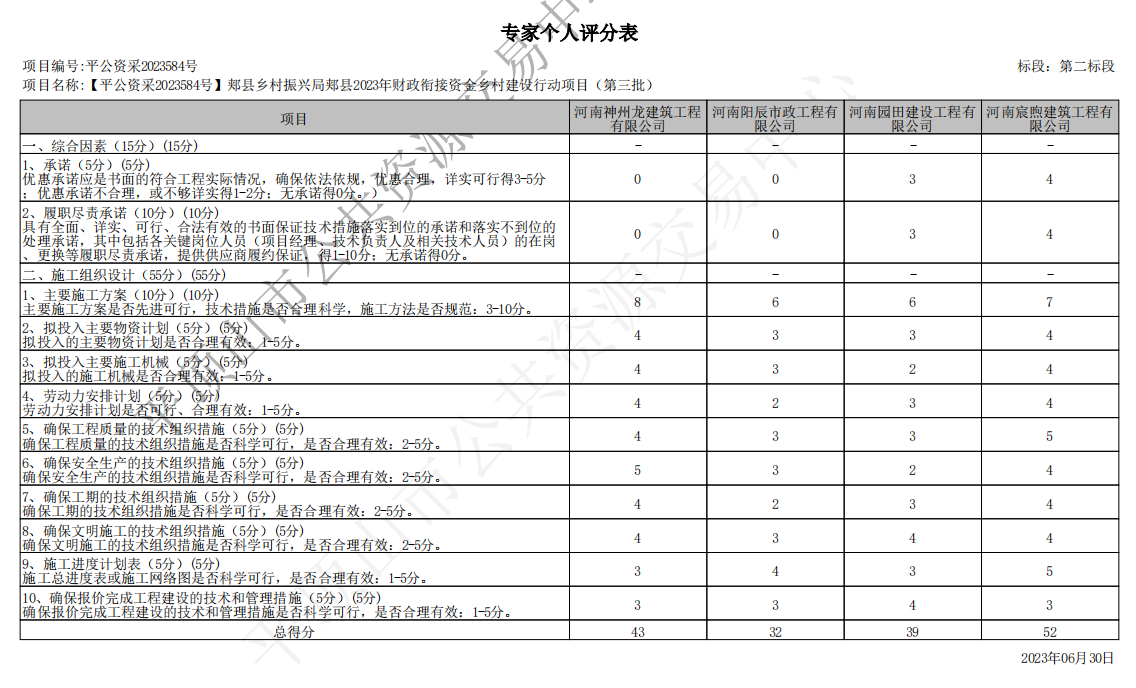 专家个人评分表
项目编号:平公资采2023584号
标段：第二标段
项目名称:【平公资采2023584号】郏县乡村振兴局郏县2023年财政衔接资金乡村建设行动项目（第三批）
项目 河南神州龙建筑工程有限公司 河南阳辰市政工程有限公司 河南园田建设工程有限公司 河南宸煦建筑工程有限公司
一、综合因素（15分）(15分) - - - -
1、承诺（5分）(5分)
优惠承诺应是书面的符合工程实际情况，确保依法依规，优惠合理，详实可行得3-5分
；优惠承诺不合理，或不够详实得1-2分；无承诺得0分。） 0 0 3 4
2、履职尽责承诺（10分）(10分)
具有全面、详实、可行、合法有效的书面保证技术措施落实到位的承诺和落实不到位的
处理承诺，其中包括各关键岗位人员（项目经理、技术负责人及相关技术人员）的在岗
、更换等履职尽责承诺，提供供应商履约保证，得1-10分；无承诺得0分。 0 0 3 4
二、施工组织设计（55分）(55分) - - - -
1、主要施工方案（10分）(10分)
主要施工方案是否先进可行，技术措施是否合理科学，施工方法是否规范：3-10分。 8 6 6 7
2、拟投入主要物资计划（5分）(5分)
拟投入的主要物资计划是否合理有效：1-5分。 4 3 3 4
3、拟投入主要施工机械（5分）(5分)
拟投入的施工机械是否合理有效：1-5分。 4 3 2 4
4、劳动力安排计划（5分）(5分)
劳动力安排计划是否可行、合理有效：1-5分。 4 2 3 4
5、确保工程质量的技术组织措施（5分）(5分)
确保工程质量的技术组织措施是否科学可行，是否合理有效：2-5分。 4 3 3 5
6、确保安全生产的技术组织措施（5分）(5分)
确保安全生产的技术组织措施是否科学可行，是否合理有效：2-5分。 5 3 2 4
7、确保工期的技术组织措施（5分）(5分)
确保工期的技术组织措施是否科学可行，是否合理有效：2-5分。 4 2 3 4
8、确保文明施工的技术组织措施（5分）(5分)
确保文明施工的技术组织措施是否科学可行，是否合理有效：2-5分。 4 3 4 4
9、施工进度计划表（5分）(5分)
施工总进度表或施工网络图是否科学可行，是否合理有效：1-5分。 3 4 3 5
10、确保报价完成工程建设的技术和管理措施（5分）(5分)
确保报价完成工程建设的技术和管理措施是否科学可行，是否合理有效：1-5分。 3 3 4 3
总得分 43 32 39 52
2023年06月30日
平顶山市公共资源交易中心
平顶山市公共资源交易中心